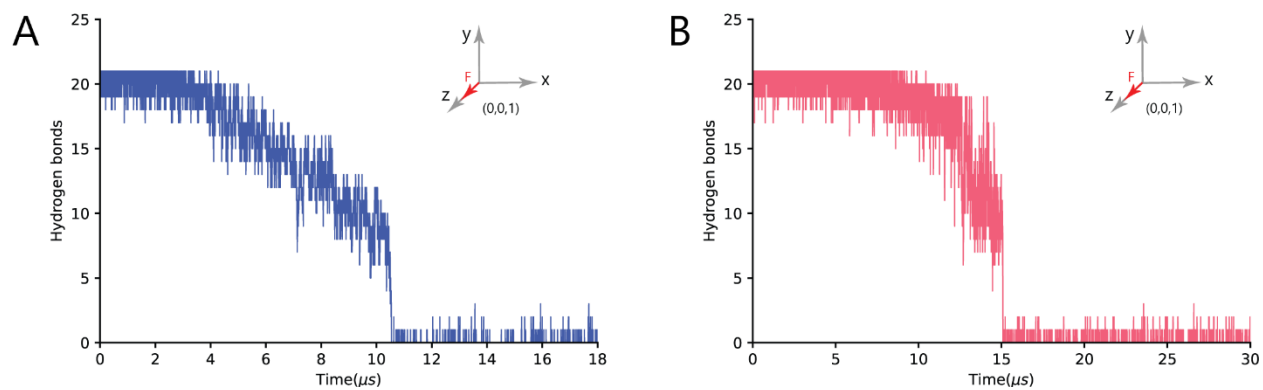 A
25
20
15
10
5
0
Hydrogen bonds
0 2 4 6 8 10 12 14 16 18
Time(μs)
y
F
x
z
(0,0,1)
B
25
20
15
10
5
0
Hydrogen bonds
0 5 10 15 20 25 30
Time(μs)
y
F
x
z
(0,0,1)